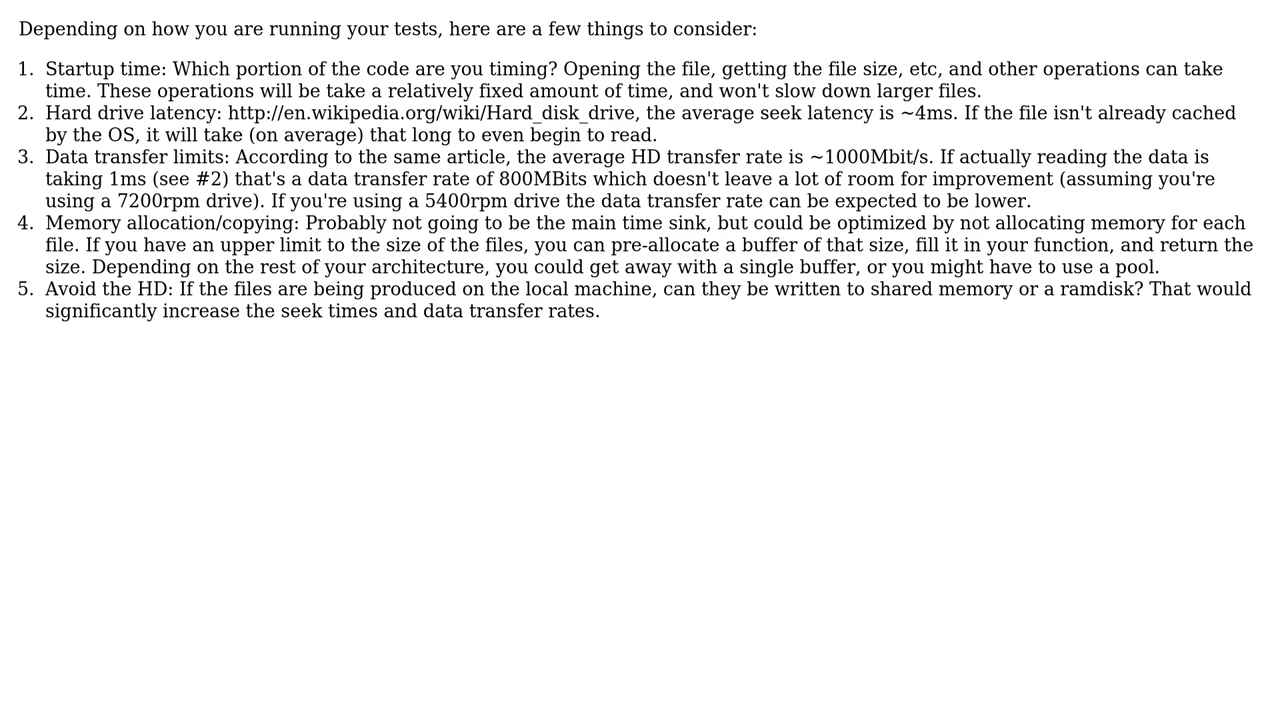 Depending on how you are running your tests, here are a few things to consider:
1. Startup time: Which portion of the code are you timing? Opening the file, getting the file size, etc, and other operations can take
time. These operations will be take a relatively fixed amount of time, and won't slow down larger files.
2. Hard drive latency: http://en.wikipedia.org/wiki/Hard_disk_drive, the average seek latency is ~4ms. If the file isn't already cached
by the OS, it will take (on average) that long to even begin to read.
3. Data transfer limits: According to the same article, the average HD transfer rate is ~1000Mbit/s. If actually reading the data is
taking 1ms (see #2) that's a data transfer rate of 800MBits which doesn't leave a lot of room for improvement (assuming you're
using a 7200rpm drive). If you're using a 5400rpm drive the data transfer rate can be expected to be lower.
4. Memory allocation/copying: Probably not going to be the main time sink, but could be optimized by not allocating memory for each
file. If you have an upper limit to the size of the files, you can pre-allocate a buffer of that size, fill it in your function, and return the
size. Depending on the rest of your architecture, you could get away with a single buffer, or you might have to use a pool.
5. Avoid the HD: If the files are being produced on the local machine, can they be written to shared memory or a ramdisk? That would
significantly increase the seek times and data transfer rates.